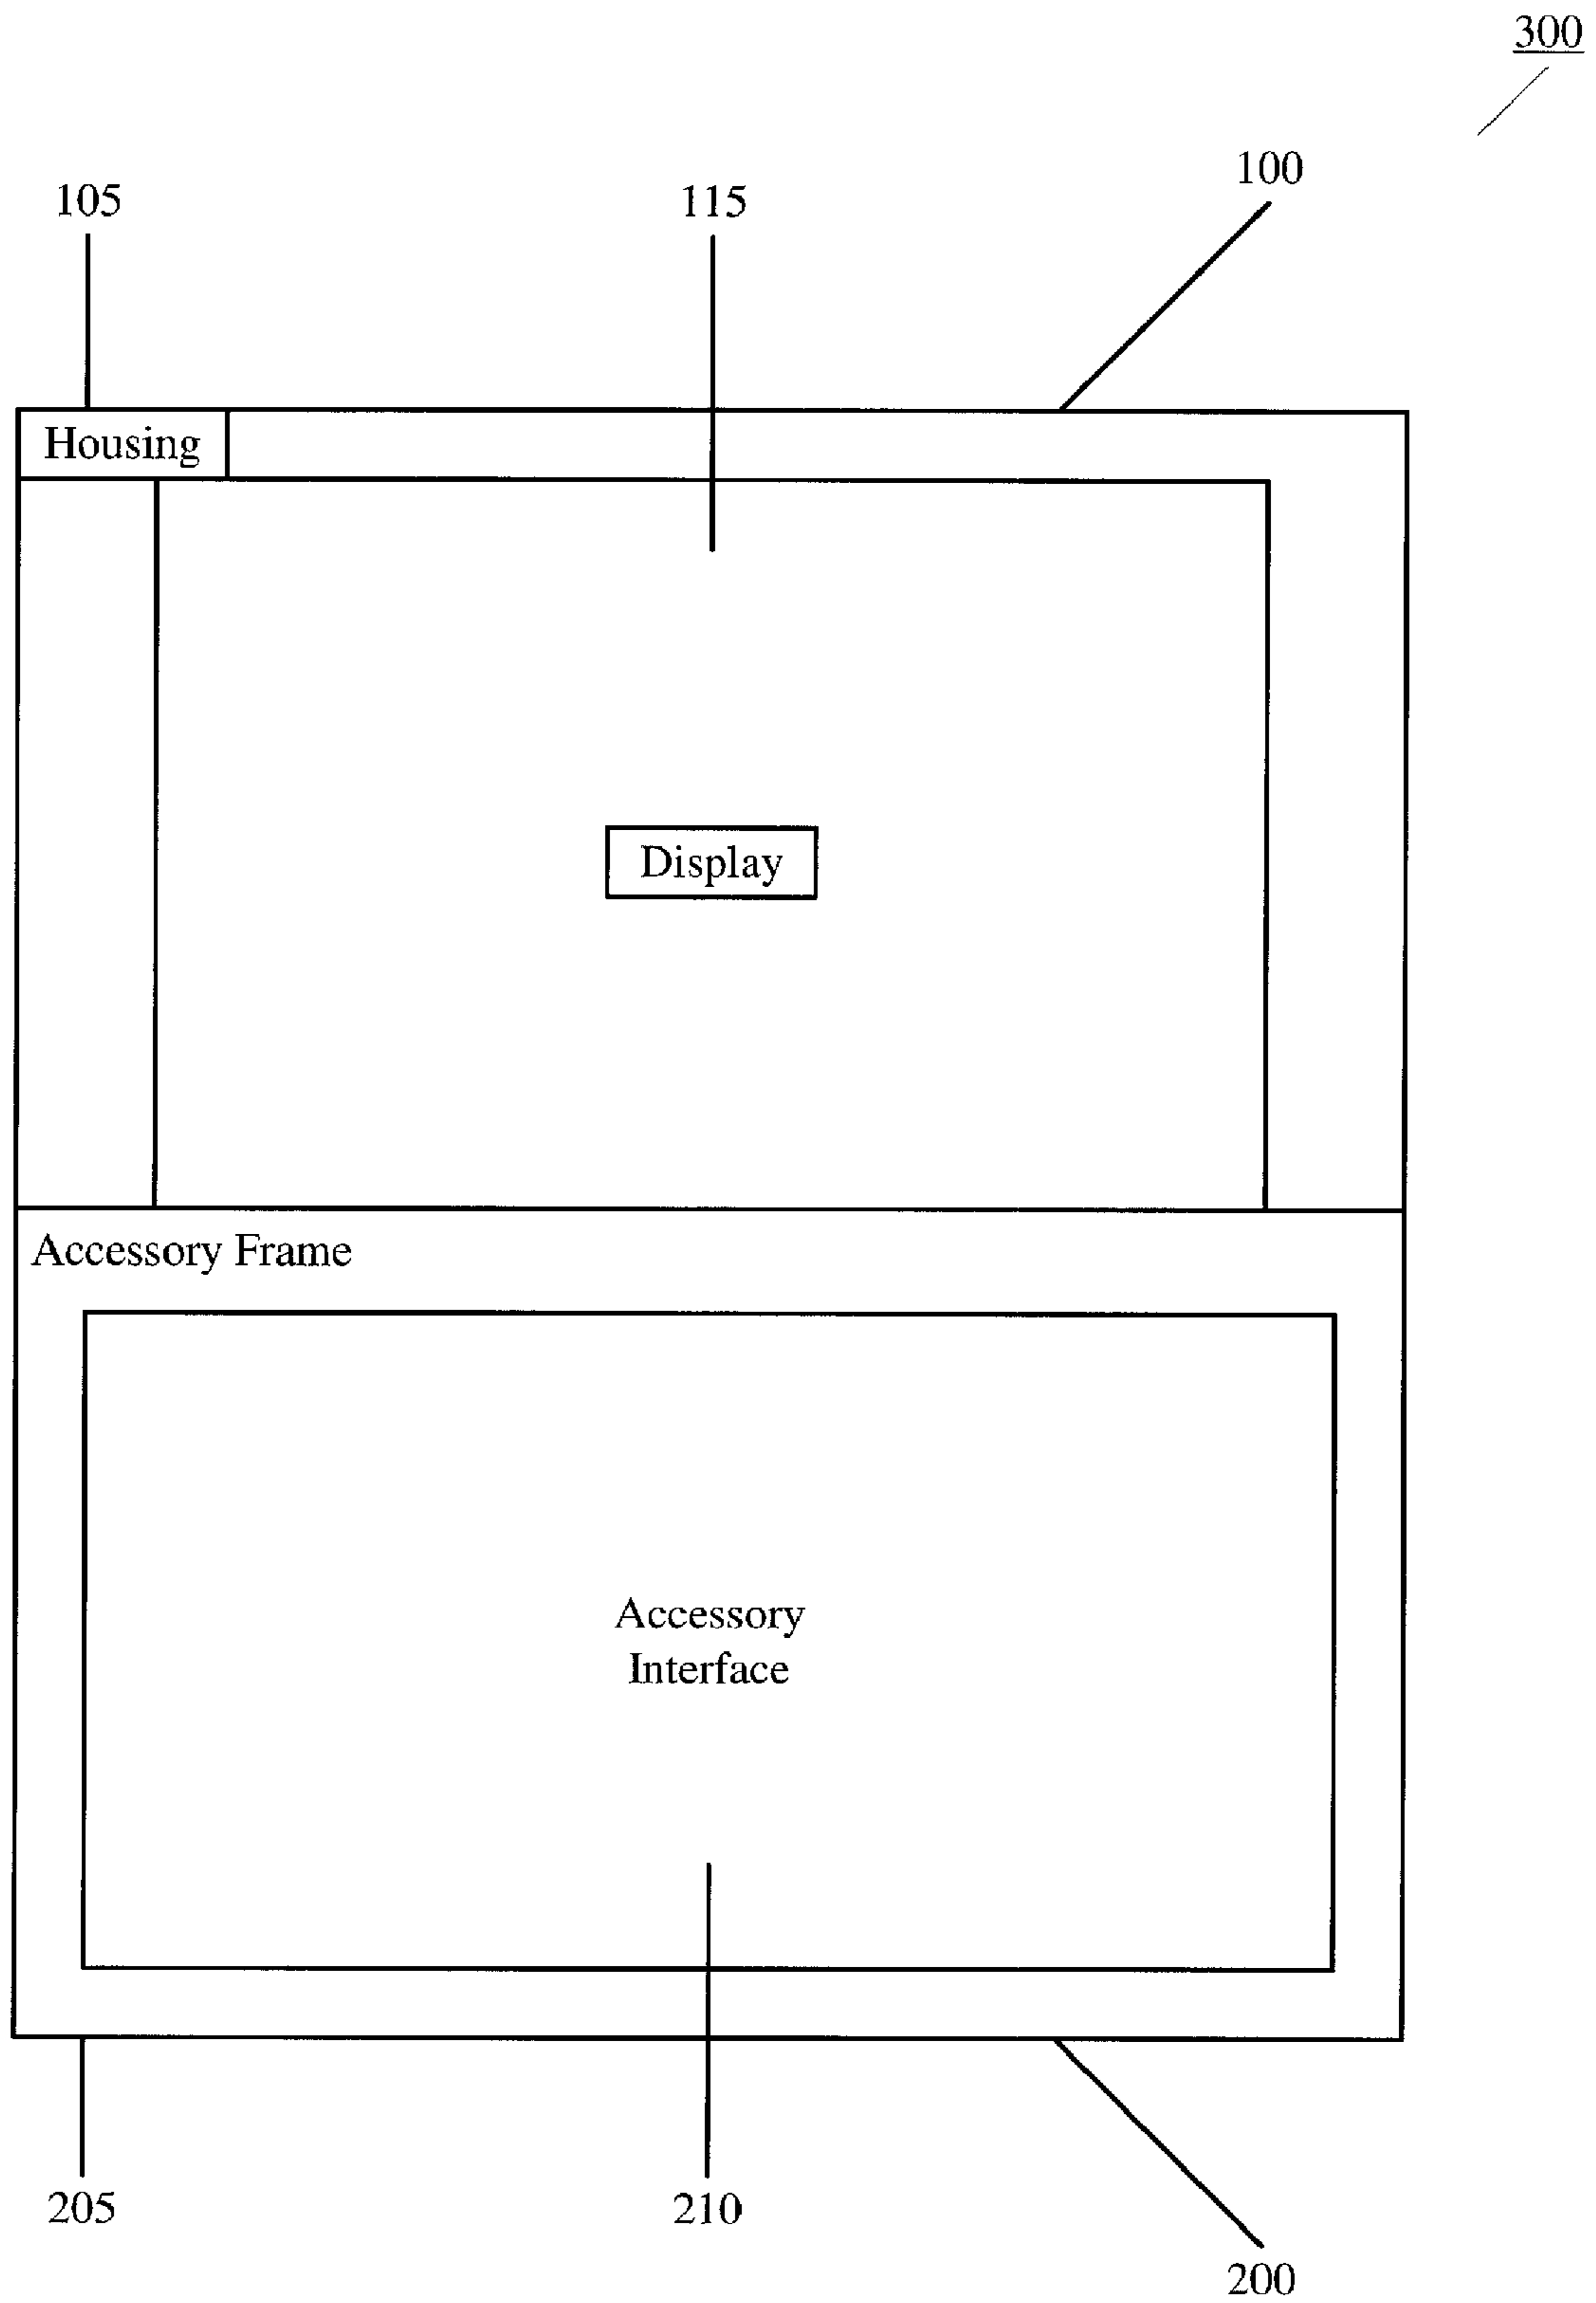 300
100
105
115
Housing
Display
Accessory Frame
Accessory
Interface
205
210
200